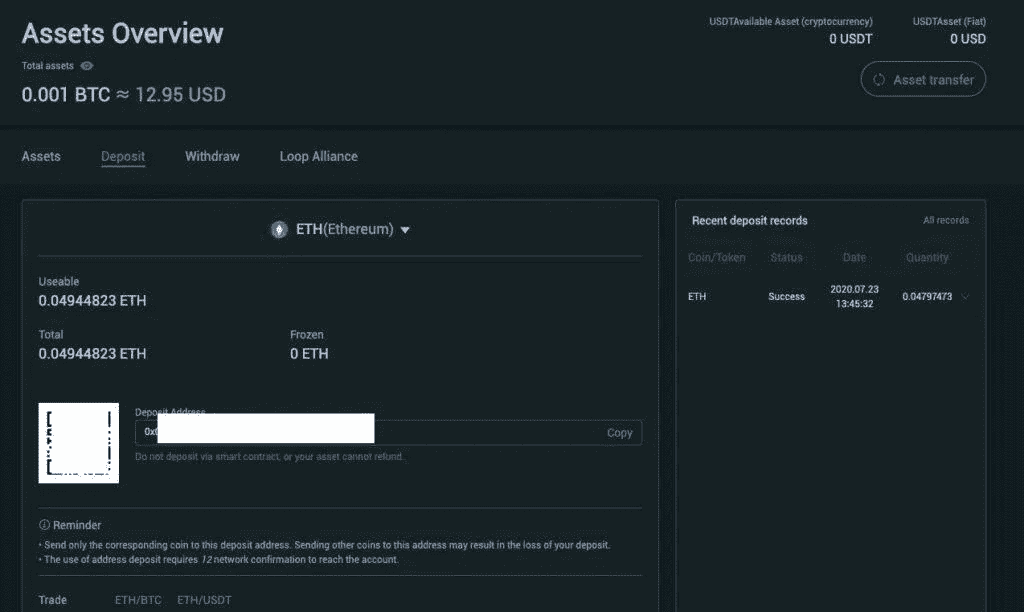 Assets Overview
USDTAvailable Asset (cryptocurrency)
0 USDT
USDTAsset (Fiat)
0 USD
Total assets
0.001 BTC ≈ 12.95 USD
Asset transfer
Assets
Deposit
Withdraw
Loop Alliance
ETH(Ethereum)
Useable
0.04944823 ETH
Total
0.04944823 ETH
Frozen
0 ETH
Deposit Address
0x
Copy
Do not deposit via smart contract, or your asset cannot refund.
Reminder
• Send only the corresponding coin to this deposit address. Sending other coins to this address may result in the loss of your deposit.
• The use of address deposit requires 12 network confirmation to reach the account.
Trade
ETH/BTC
ETH/USDT
Recent deposit records
All records
Coin/Token Status Date Quantity
ETH Success 2020.07.23 0.04797473
13:45:32